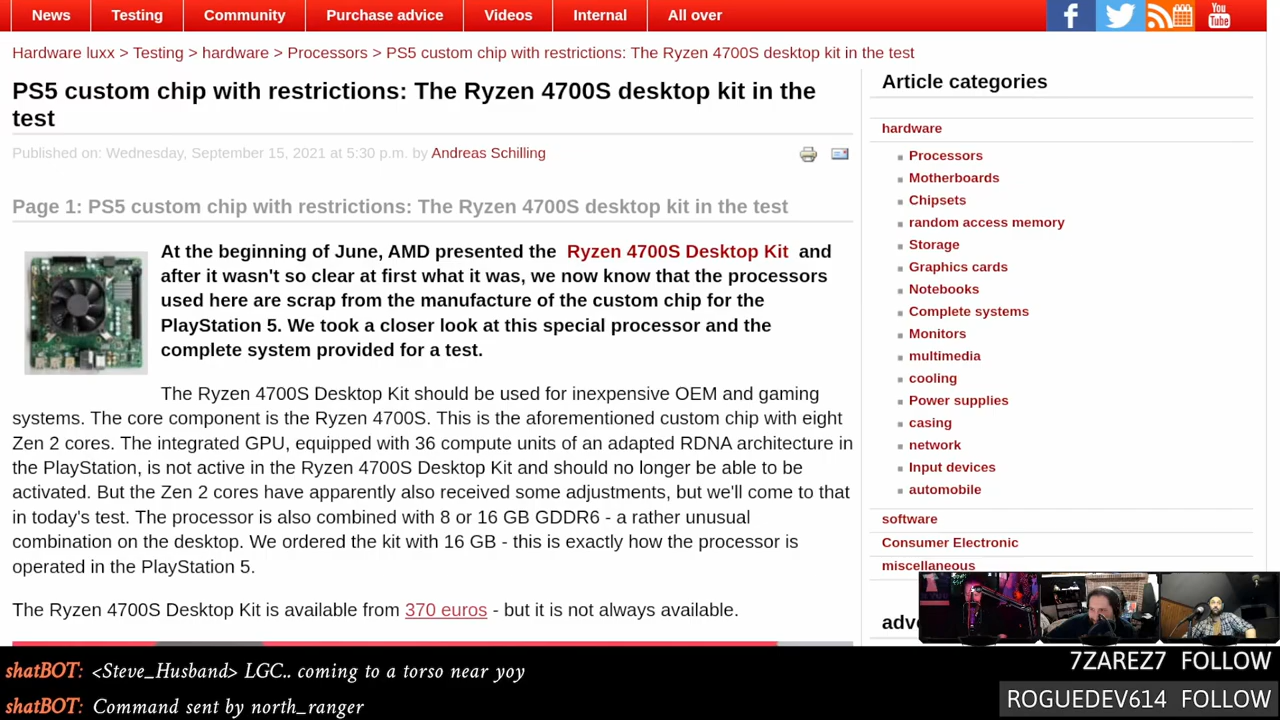 News Testing Community Purchase advice Videos Internal All over
You
Tube
Hardware luxx > Testing > hardware > Processors > PS5 custom chip with restrictions: The Ryzen 4700S desktop kit in the test
PS5 custom chip with restrictions: The Ryzen 4700S desktop kit in the
test
Published on: Wednesday, September 15, 2021 at 5:30 p.m. by Andreas Schilling
Page 1: PS5 custom chip with restrictions: The Ryzen 4700S desktop kit in the test
At the beginning of June, AMD presented the Ryzen 4700S Desktop Kit and
after it wasn't so clear at first what it was, we now know that the processors
used here are scrap from the manufacture of the custom chip for the
PlayStation 5. We took a closer look at this special processor and the
complete system provided for a test.
The Ryzen 4700S Desktop Kit should be used for inexpensive OEM and gaming
systems. The core component is the Ryzen 4700S. This is the aforementioned custom chip with eight
Zen 2 cores. The integrated GPU, equipped with 36 compute units of an adapted RDNA architecture in
the PlayStation, is not active in the Ryzen 4700S Desktop Kit and should no longer be able to be
activated. But the Zen 2 cores have apparently also received some adjustments, but we'll come to that
in today's test. The processor is also combined with 8 or 16 GB GDDR6 - a rather unusual
combination on the desktop. We ordered the kit with 16 GB - this is exactly how the processor is
operated in the PlayStation 5.
The Ryzen 4700S Desktop Kit is available from 370 euros - but it is not always available.
Article categories
hardware
Processors
Motherboards
Chipsets
random access memory
Storage
Graphics cards
Notebooks
Complete systems
Monitors
multimedia
cooling
Power supplies
casing
network
Input devices
automobile
software
Consumer Electronic
miscellaneous
shatBOT: <Steve_Husband> LGC.. coming to a torso near yoy
shatBOT: Command sent by north_ranger
7ZAREZ7 FOLLOW
ROGUEDEV614 FOLLOW